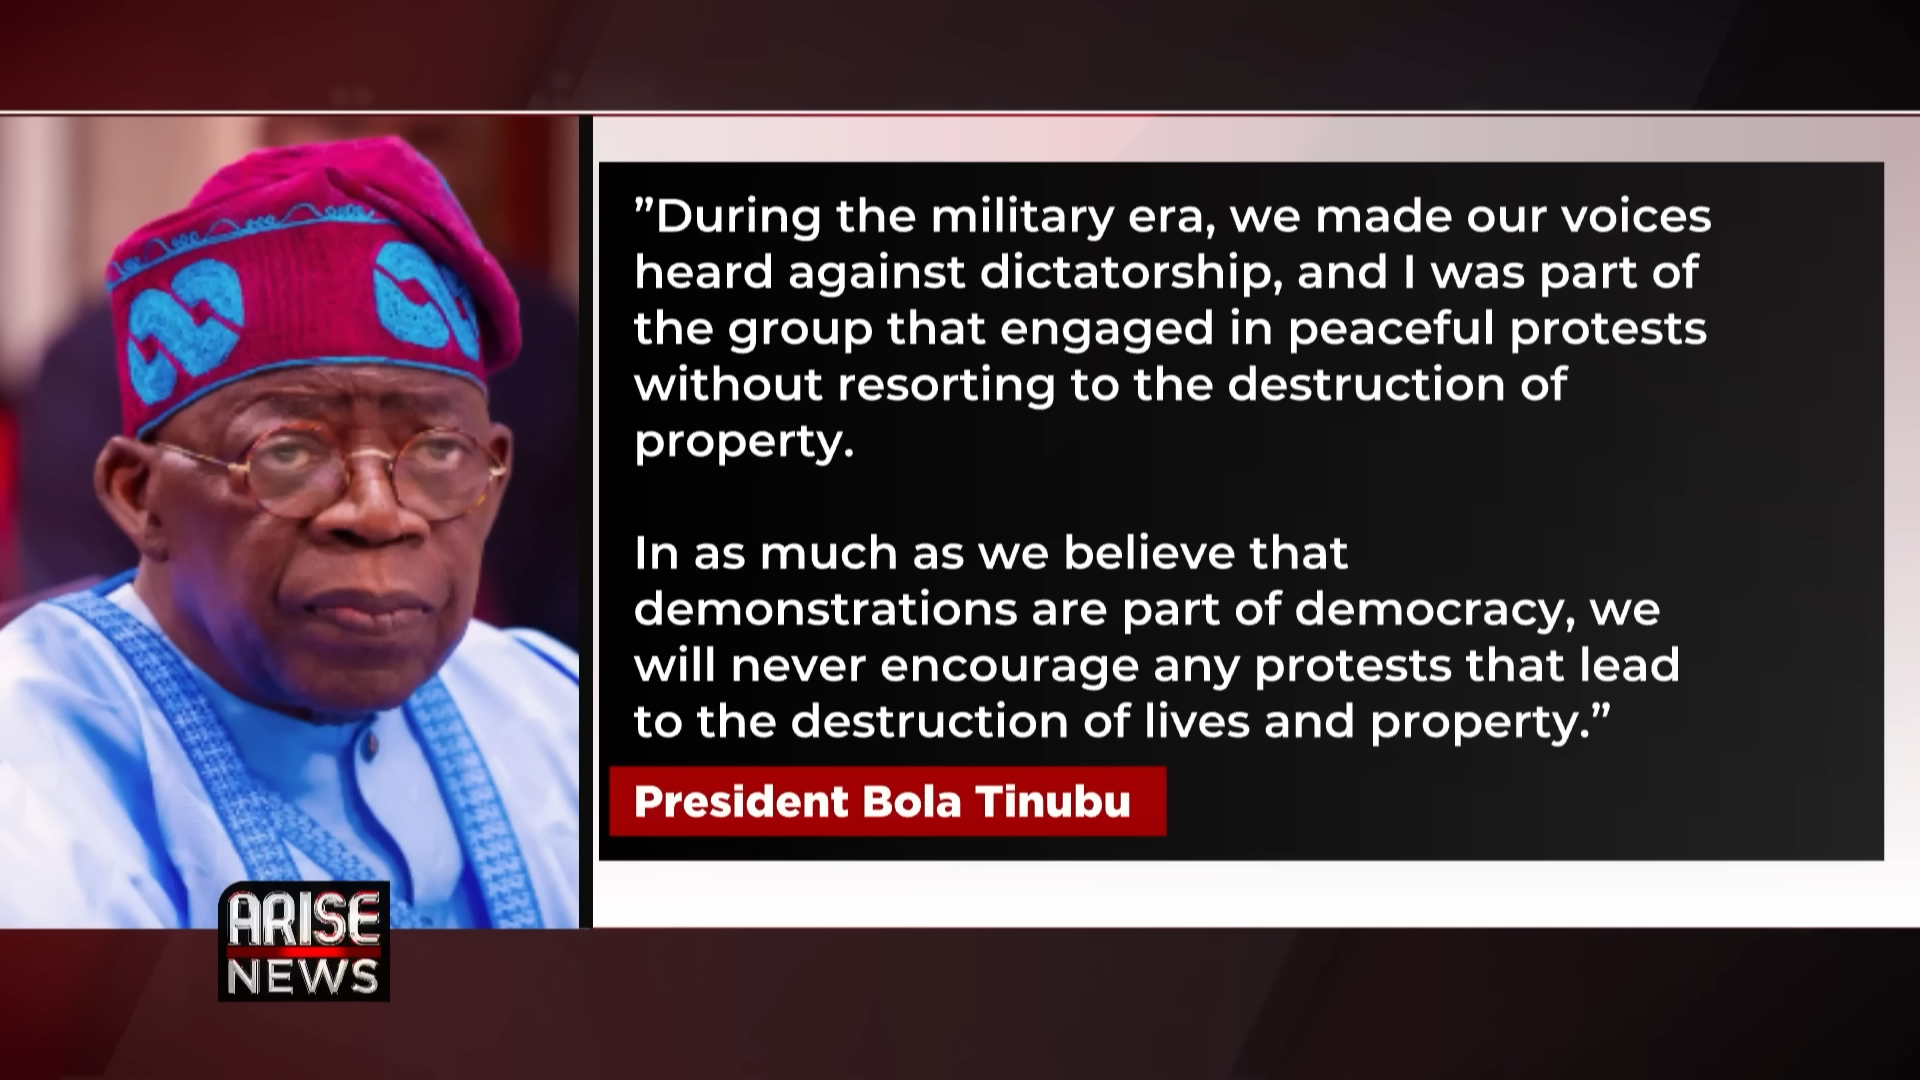 ”During the military era, we made our voices
heard against dictatorship, and I was part of
the group that engaged in peaceful protests
without resorting to the destruction of
property.
In as much as we believe that
demonstrations are part of democracy, we
will never encourage any protests that lead
to the destruction of lives and property.”
President Bola Tinubu
ARISE
NEWS